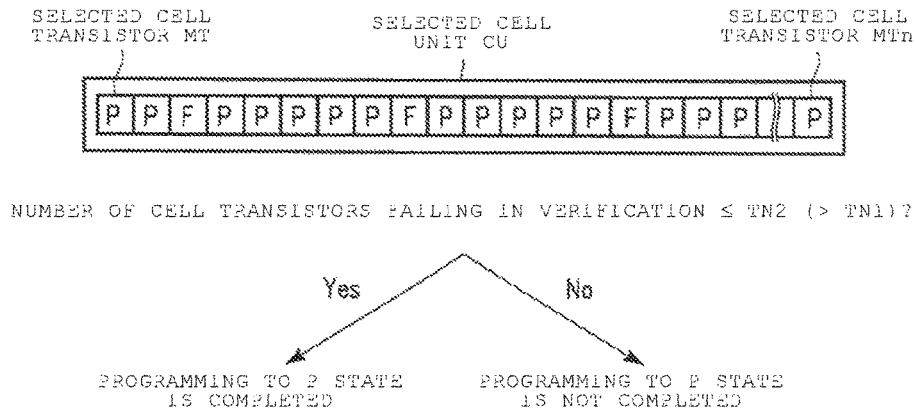 SELECTED CELL
TRANSISTOR MT
SELECTED CELL
UNIT CU
SELECTED CELL
TRANSISTOR MTn
P P F P P P P P F P P P P P F P P P P
NUMBER OF CELL TRANSISTORS FAILING IN VERIFICATION ≤ TN2 (> TN1)?
Yes
No
PROGRAMMING TO P STATE
IS COMPLETED
PROGRAMMING TO P STATE
IS NOT COMPLETED